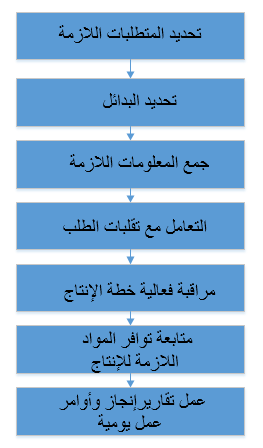 تحديد المتطلبات اللازمة
تحديد البدائل
جمع المعلومات اللازمة
التعامل مع تقلبات الطلب
مراقبة فعالية خطة الإنتاج
متابعة توافر المواد
اللازمة للإنتاج
عمل تقاريرإنجاز وأوامر
عمل يومية